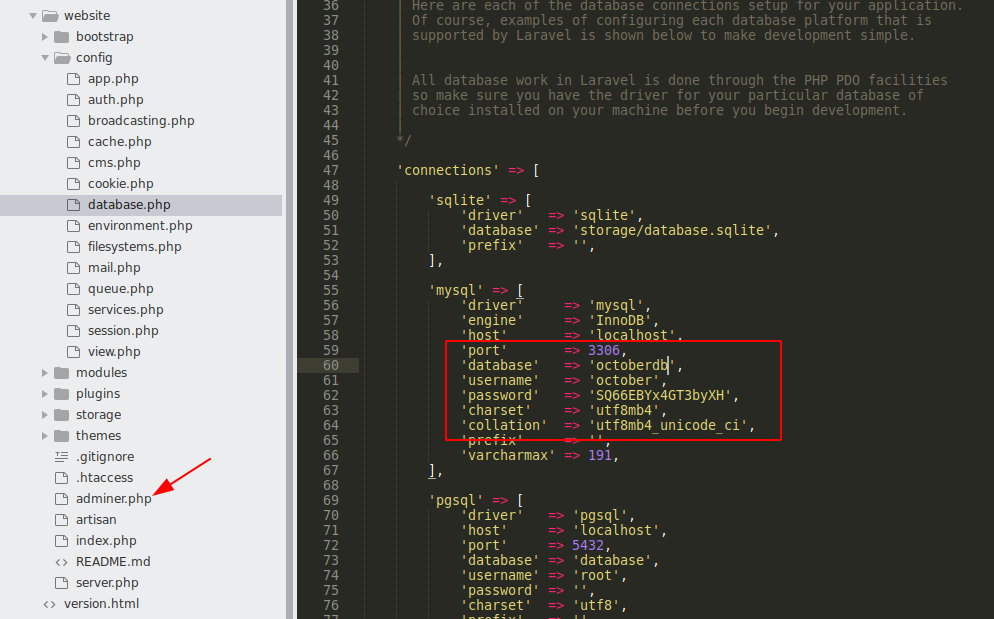 website
bootstrap
config
app.php
auth.php
broadcasting.php
cache.php
cms.php
cookie.php
database.php
environment.php
filesystems.php
mail.php
queue.php
services.php
session.php
view.php
modules
plugins
storage
themes
.gitignore
.htaccess
adminer.php
artisan
index.php
<> README.md
server.php
<> version.html
36 | Here are each of the database connections setup for your application.
37 | Of course, examples of configuring each database platform that is
38 | supported by Laravel is shown below to make development simple.
39 |
40 |
41 | All database work in Laravel is done through the PHP PDO facilities
42 | so make sure you have the driver for your particular database of
43 | choice installed on your machine before you begin development.
44 |
45 */
46
47 'connections' => [
48
49 'sqlite' => [
50 'driver' => 'sqlite',
51 'database' => 'storage/database.sqlite',
52 'prefix' => '',
53 ],
54
55 'mysql' => [
56 'driver' => 'mysql',
57 'engine' => 'InnoDB',
58 'host' => 'localhost',
59 'port' => 3306,
60 'database' => 'octoberdb',
61 'username' => 'october',
62 'password' => 'SQ66EBYx4GT3byXH',
63 'charset' => 'utf8mb4',
64 'collation' => 'utf8mb4_unicode_ci',
65 'prefix' => '',
66 'varcharmax' => 191,
67 ],
68
69 'pgsql' => [
70 'driver' => 'pgsql',
71 'host' => 'localhost',
72 'port' => 5432,
73 'database' => 'database',
74 'username' => 'root',
75 'password' => '',
76 'charset' => 'utf8',
77 'prefix' => ''